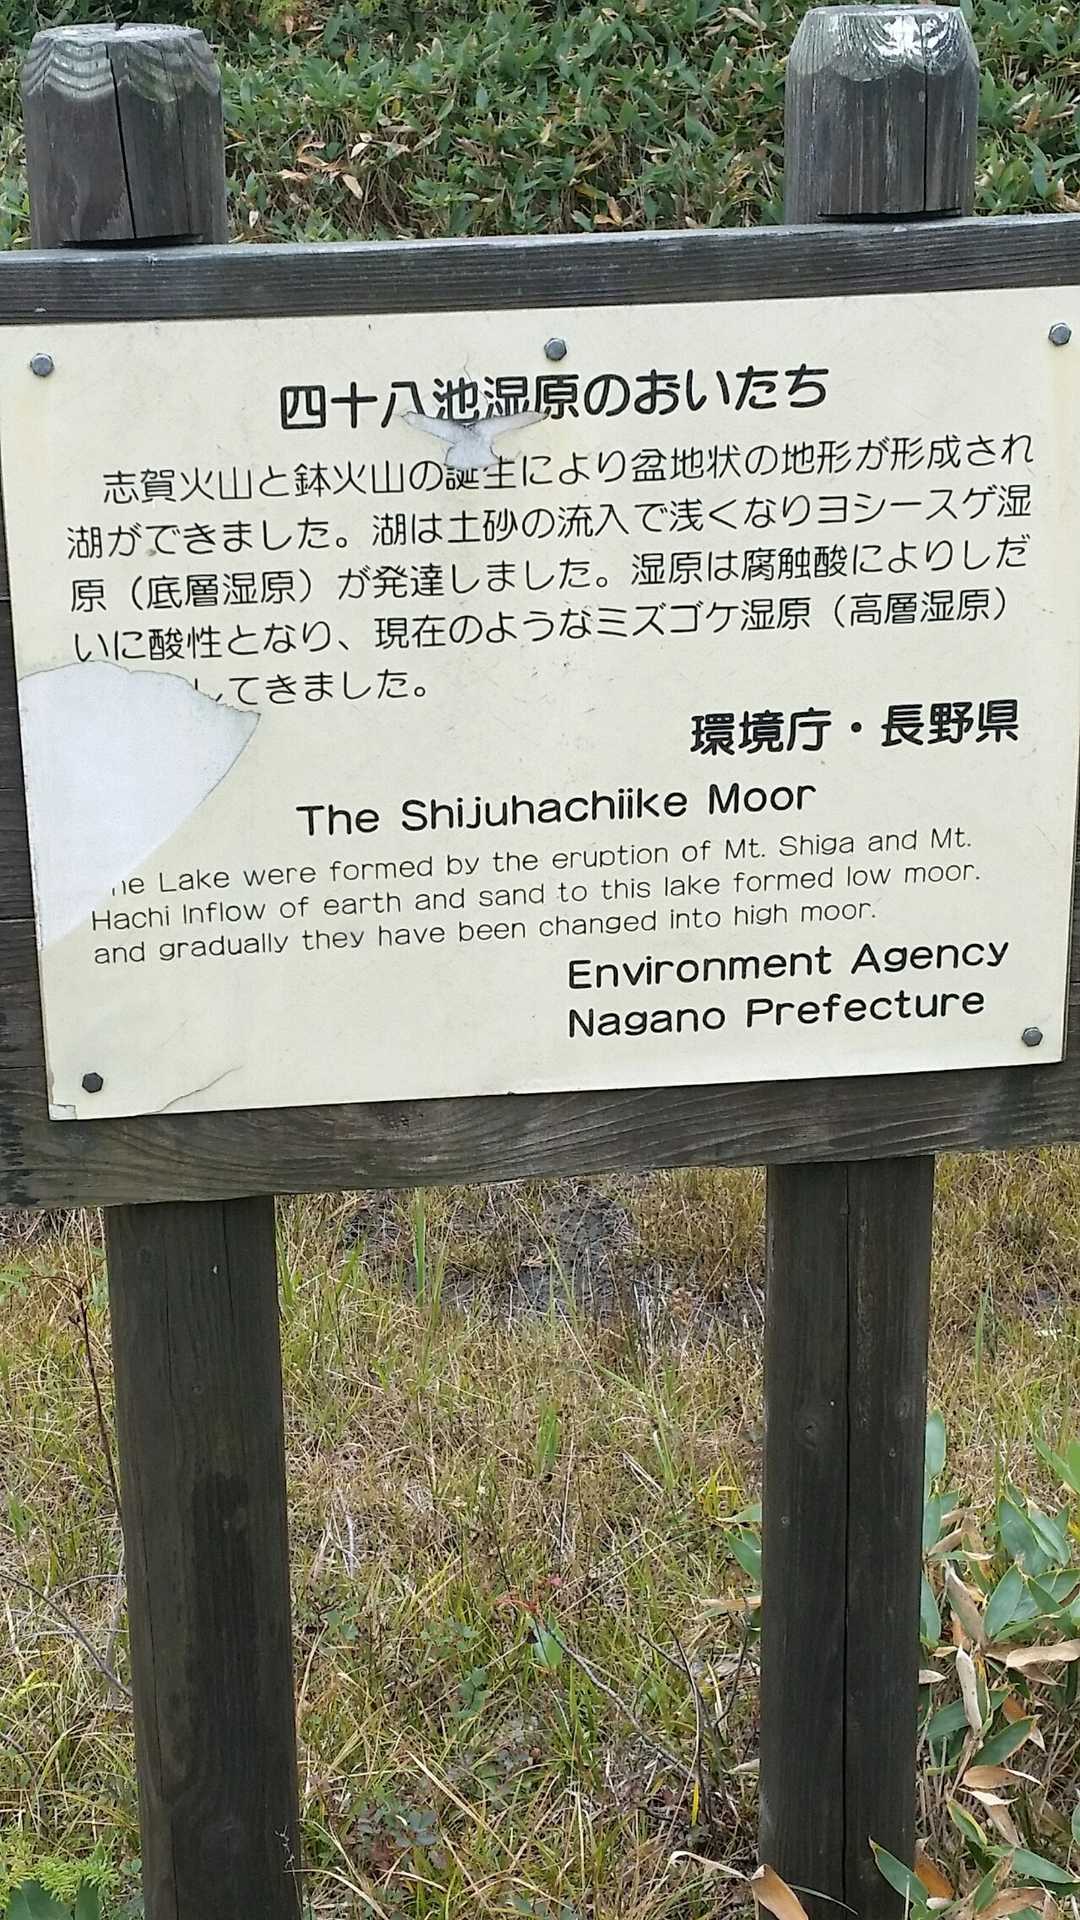 四十八池湿原のおいたち
志賀火山と鉢火山の誕生により盆地状の地形が形成され
湖ができました。湖は土砂の流入で浅くなりヨシースゲ湿
原（底層湿原）が発達しました。湿原は腐触酸によりしだ
いに酸性となり、現在のようなミズゴケ湿原（高層湿原）
してきました。
環境庁・長野県
The Shijuhachiike Moor
Lake were formed by the eruption of Mt. Shiga and Mt.
Hachi Inflow of earth and sand to this lake formed low moor.
and gradually they have been changed into high moor.
Environment Agency
Nagano Prefecture